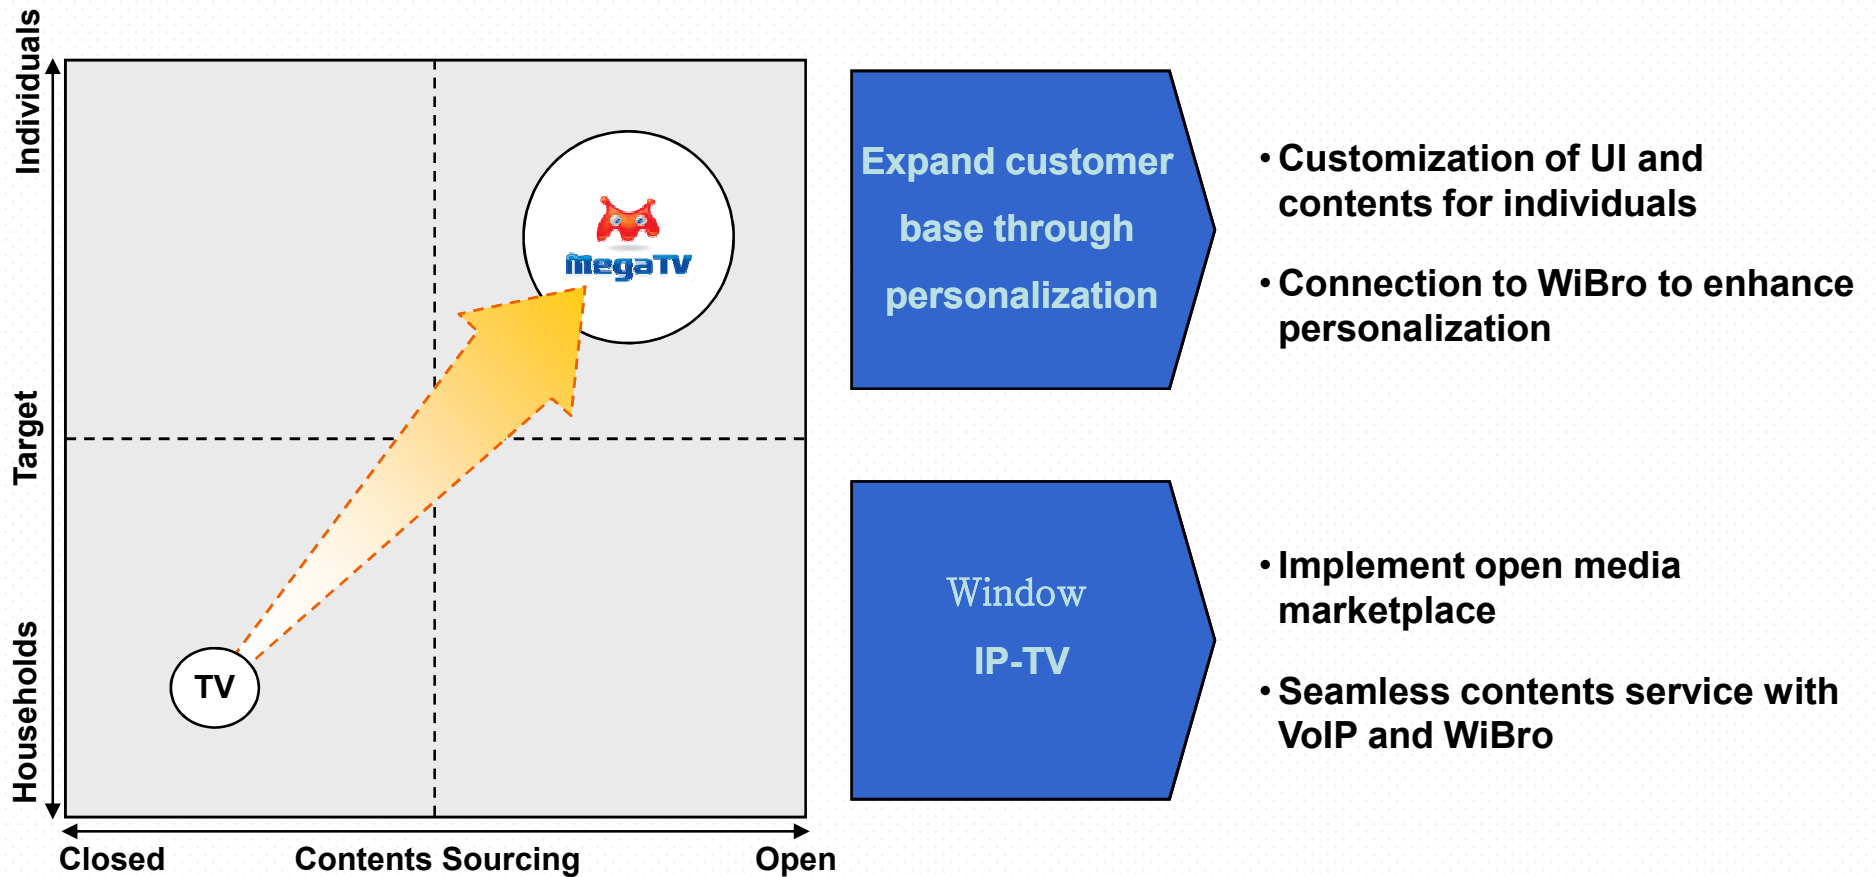 Individuals
Target
Households
MegaTV
TV
Closed
Contents Sourcing
Open
Expand customer
base through
personalization
• Customization of UI and
contents for individuals
• Connection to WiBro to enhance
personalization
Window
IP-TV
• Implement open media
marketplace
• Seamless contents service with
VoIP and WiBro